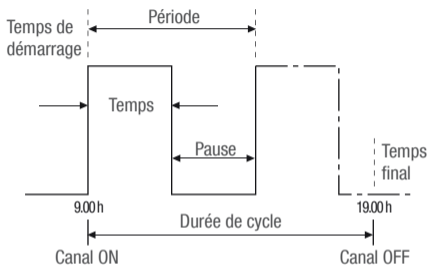 Temps de
démarrage
Période
Temps
Pause
Temps
final
9.00 h
19.00 h
Durée de cycle
Canal ON
Canal OFF